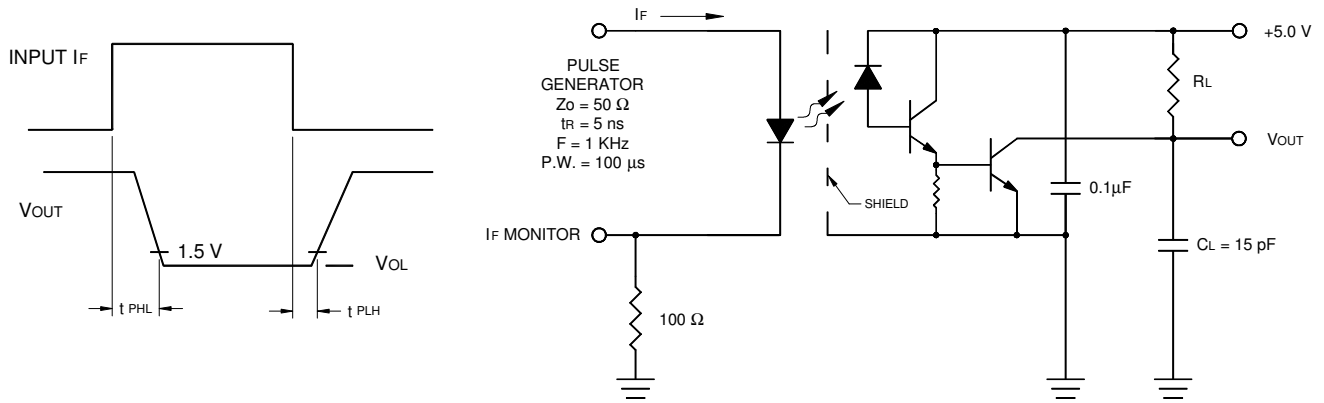 INPUT IF
VOUT
1.5 V
VOL
t PHL
t PLH
IF
PULSE
GENERATOR
Zo = 50 Ω
tR = 5 ns
F = 1 KHz
P.W. = 100 µs
IF MONITOR
100 Ω
SHIELD
0.1µF
+5.0 V
RL
VOUT
CL = 15 pF